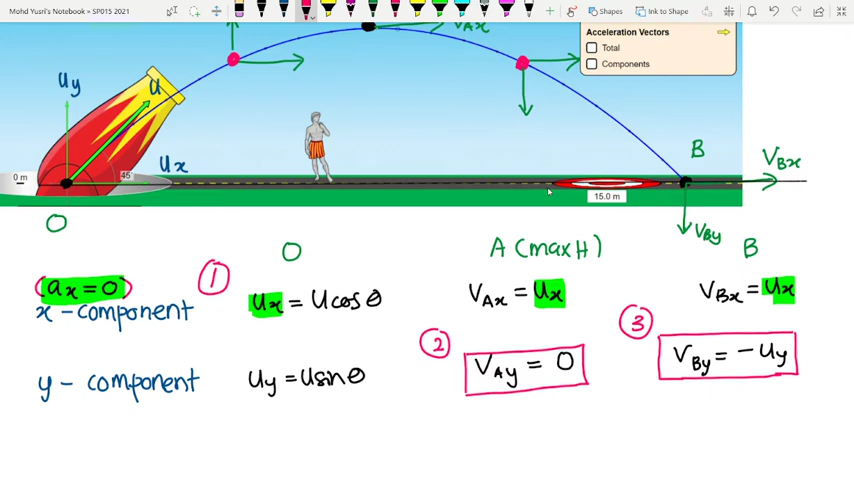 Mohd Yusri's Notebook » SP015 2021
Shapes
Ink to Shape
VAx
Acceleration Vectors
Total
Components
uy
u
ux
0 m
45°
B
VBx
15.0 m
VBy
O
① O A (max H) B
(ax = 0)
x - component ux = u cos θ VAx = ux VBx = ux
② ③
y - component uy = u sin θ VAy = 0 VBy = - uy